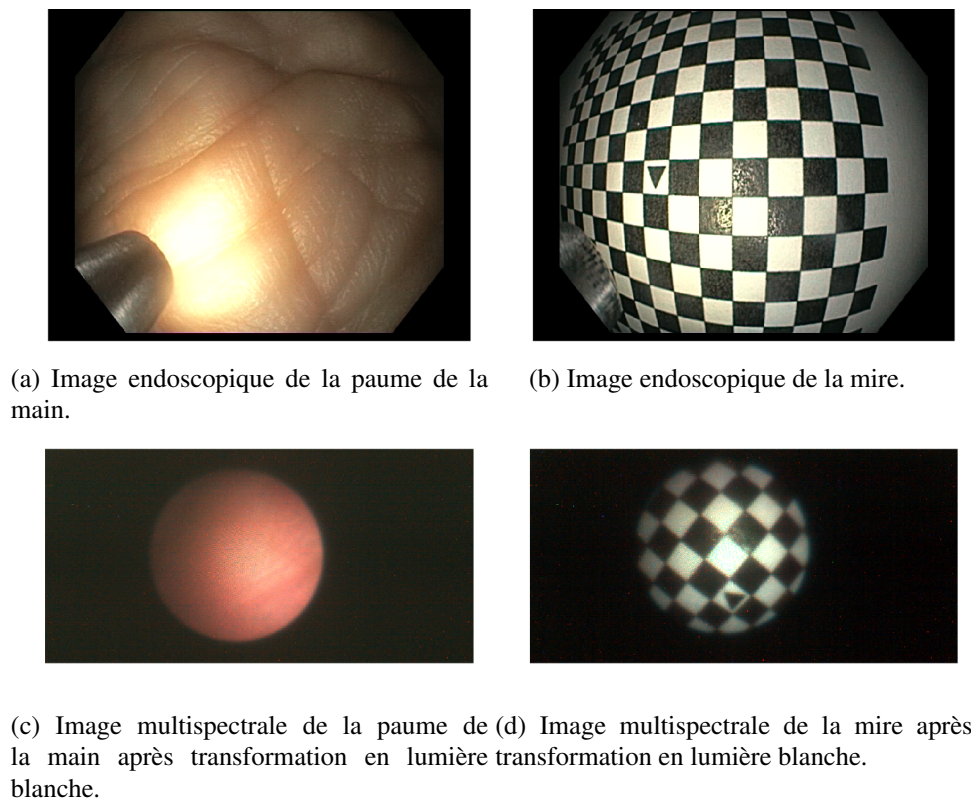 (a) Image endoscopique de la paume de la
main.
(b) Image endoscopique de la mire.
(c) Image multispectrale de la paume de
la main après transformation en lumière
blanche.
(d) Image multispectrale de la mire après
transformation en lumière blanche.